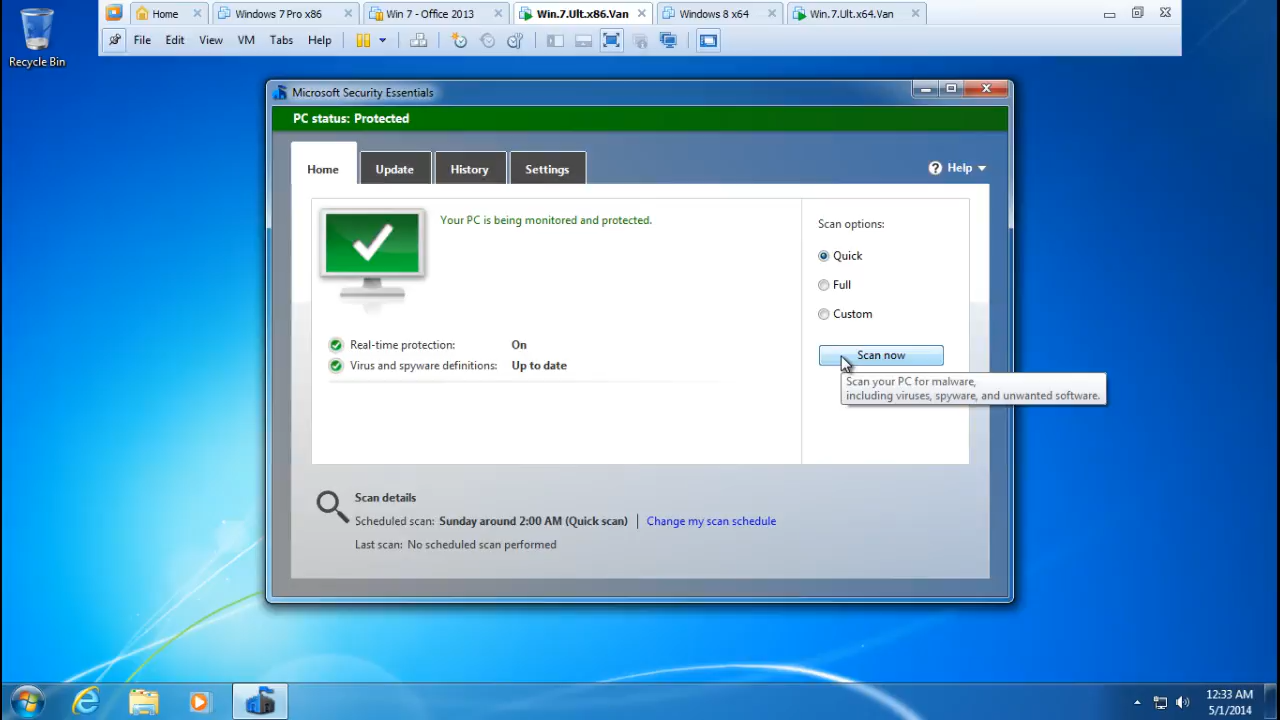 Home
Windows 7 Pro x86
Win 7 - Office 2013
Win.7.Ult.x86.Van
Windows 8 x64
Win.7.Ult.x64.Van
File Edit View VM Tabs Help
Recycle Bin
Microsoft Security Essentials
PC status: Protected
Home Update History Settings
? Help
Your PC is being monitored and protected.
Scan options:
Quick
Full
Custom
Real-time protection: On
Virus and spyware definitions: Up to date
Scan now
Scan your PC for malware,
including viruses, spyware, and unwanted software.
Scan details
Scheduled scan: Sunday around 2:00 AM (Quick scan) | Change my scan schedule
Last scan: No scheduled scan performed
12:33 AM
5/1/2014